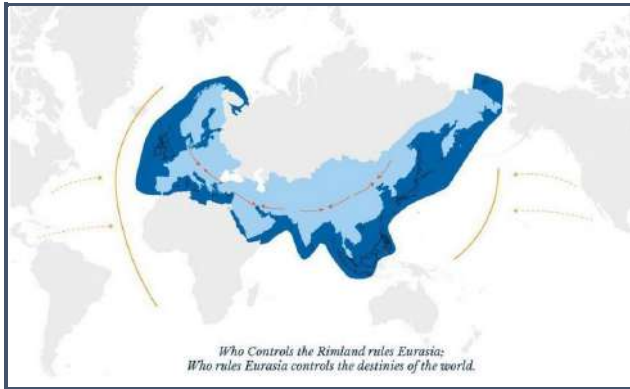 Who Controls the Rimland rules Eurasia;
Who rules Eurasia controls the destinies of the world.